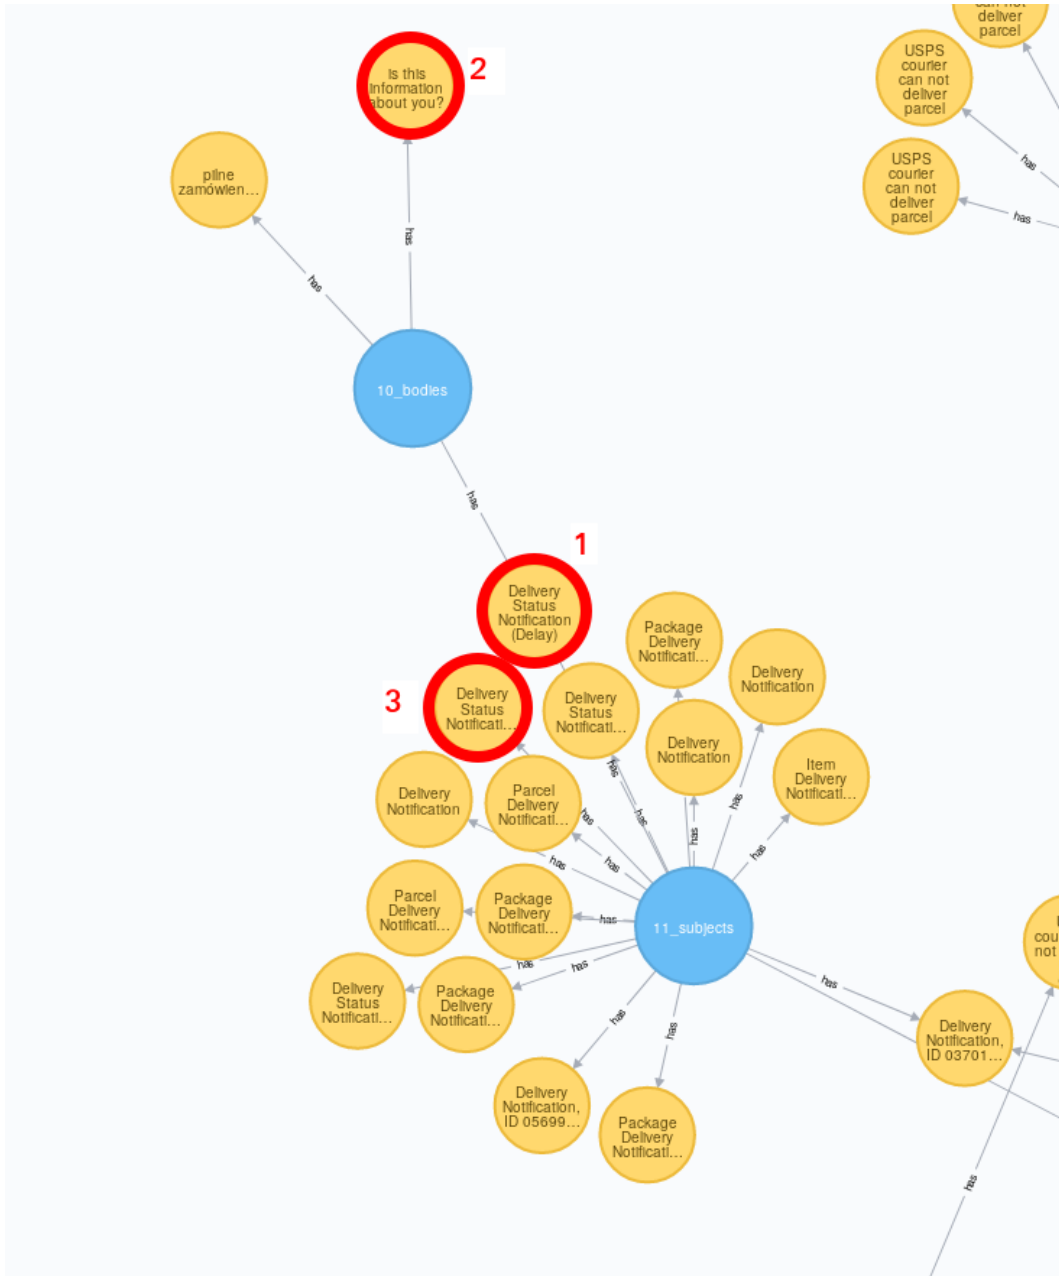 can not
deliver
parcel
USPS
courier
can not
deliver
parcel
has
USPS
courier
can not
deliver
parcel
has
Is this
information
about you?
2
pilne
zamówien...
has
has
10_bodies
has
1
Delivery
Status
Notification
(Delay)
3
Delivery
Status
Notificati...
Delivery
Status
Notificati...
Package
Delivery
Notificati...
Delivery
Notification
Delivery
Notification
Item
Delivery
Notificati...
Delivery
Notification
Parcel
Delivery
Notificati...
has
has
has
has
has
has
has
has
Parcel
Delivery
Notificati...
Package
Delivery
Notificati...
has
11_subjects
has
has
has
has
has
Delivery
Status
Notificati...
Package
Delivery
Notificati...
Delivery
Notification,
ID 03701...
Delivery
Notification,
ID 05699...
Package
Delivery
Notificati...
cou
not
has